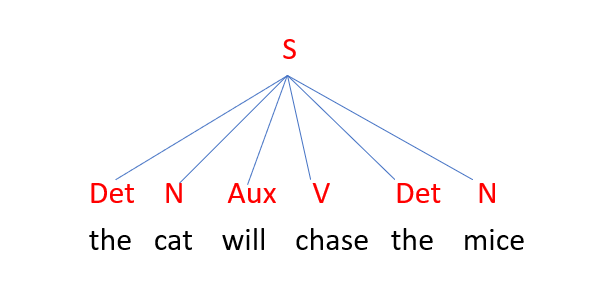 S
Det N Aux V Det N
the cat will chase the mice